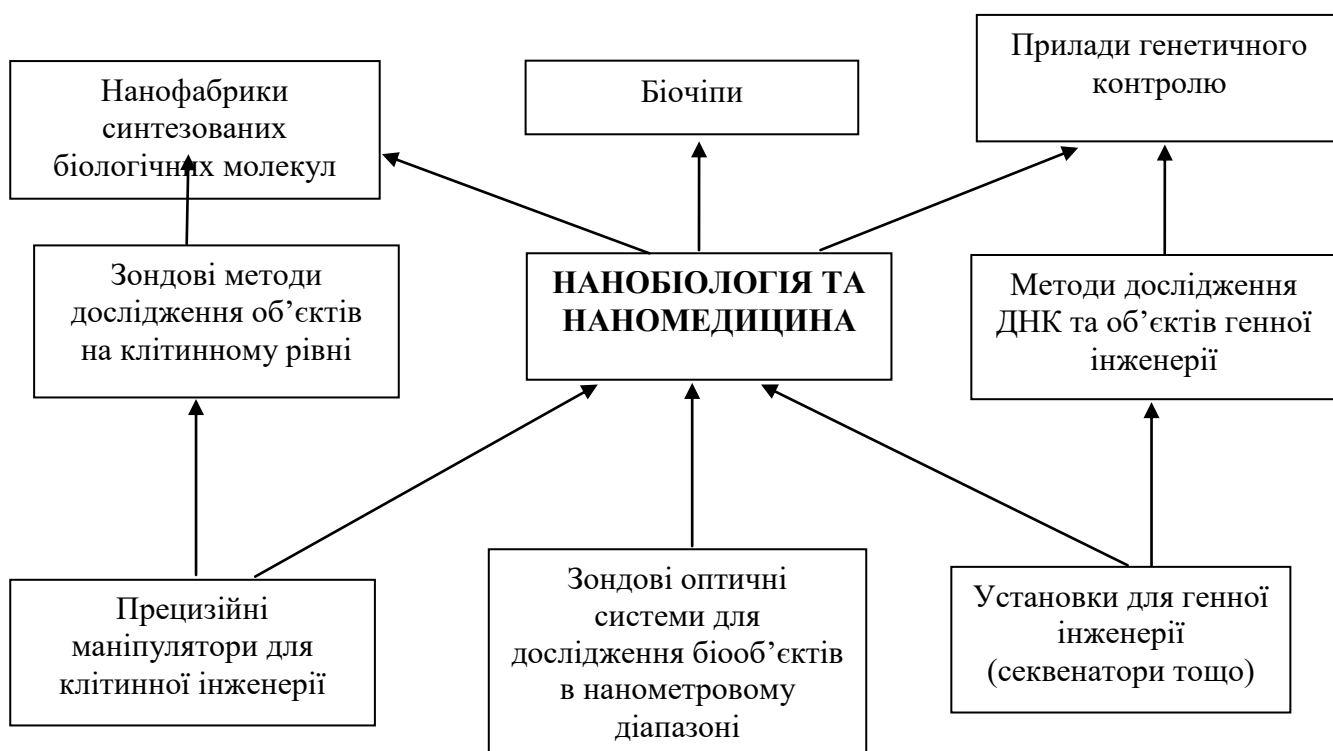 Нанофабрики
синтезованих
біологічних молекул
Біочіпи
Прилади генетичного
контролю
Зондові методи
дослідження об’єктів
на клітинному рівні
НАНОБІОЛОГІЯ ТА
НАНОМЕДИЦИНА
Методи дослідження
ДНК та об’єктів генної
інженерії
Прецизійні
маніпулятори для
клітинної інженерії
Зондові оптичні
системи для
дослідження біооб’єктів
в нанометровому
діапазоні
Установки для генної
інженерії
(секвенатори тощо)